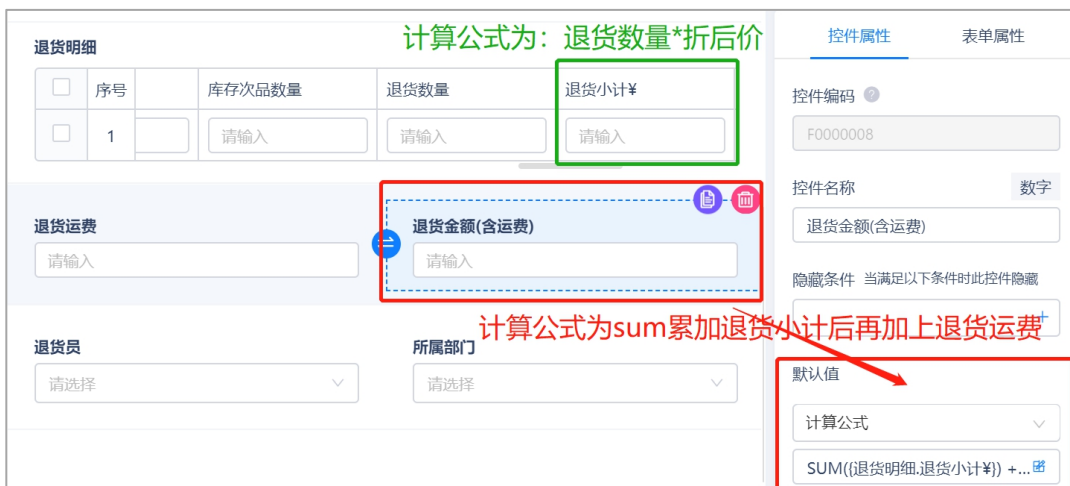 计算公式为：退货数量*折后价
退货明细
序号 库存次品数量 退货数量 退货小计¥
1 请输入 请输入 请输入
退货运费 退货金额(含运费)
请输入 请输入
计算公式为sum累加退货小计后再加上退货运费
退货员 所属部门
请选择 请选择
控件属性 表单属性
控件编码 ?
F0000008
控件名称 数字
退货金额(含运费)
隐藏条件 当满足以下条件时此控件隐藏
+
默认值
计算公式
SUM({退货明细.退货小计¥}) +...